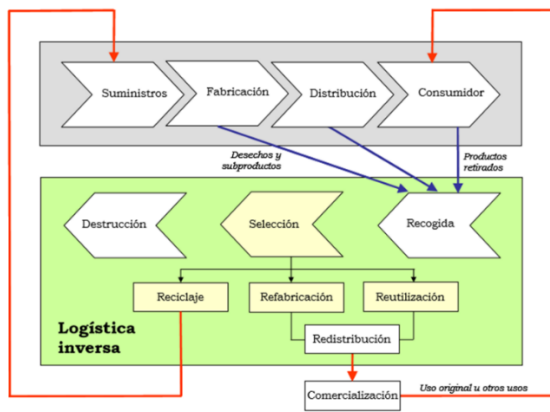 Suministros
Fabricación
Distribución
Consumidor
Desechos y
subproductos
Productos
retirados
Destrucción
Selección
Recogida
Reciclaje
Refabricación
Reutilización
Logística
inversa
Redistribución
Comercialización
Uso original u otros usos